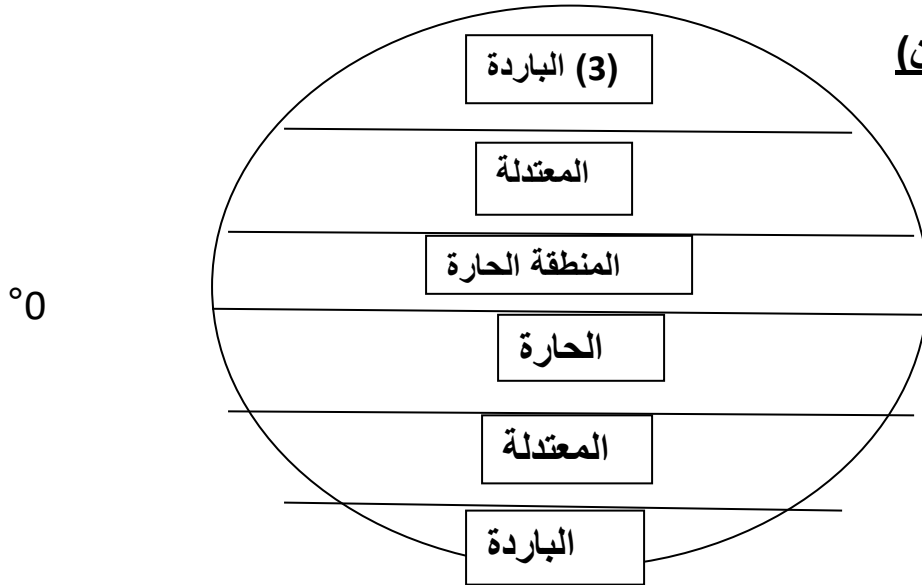 (3) الباردة
المعتدلة
المنطقة الحارة
°0
الحارة
المعتدلة
الباردة